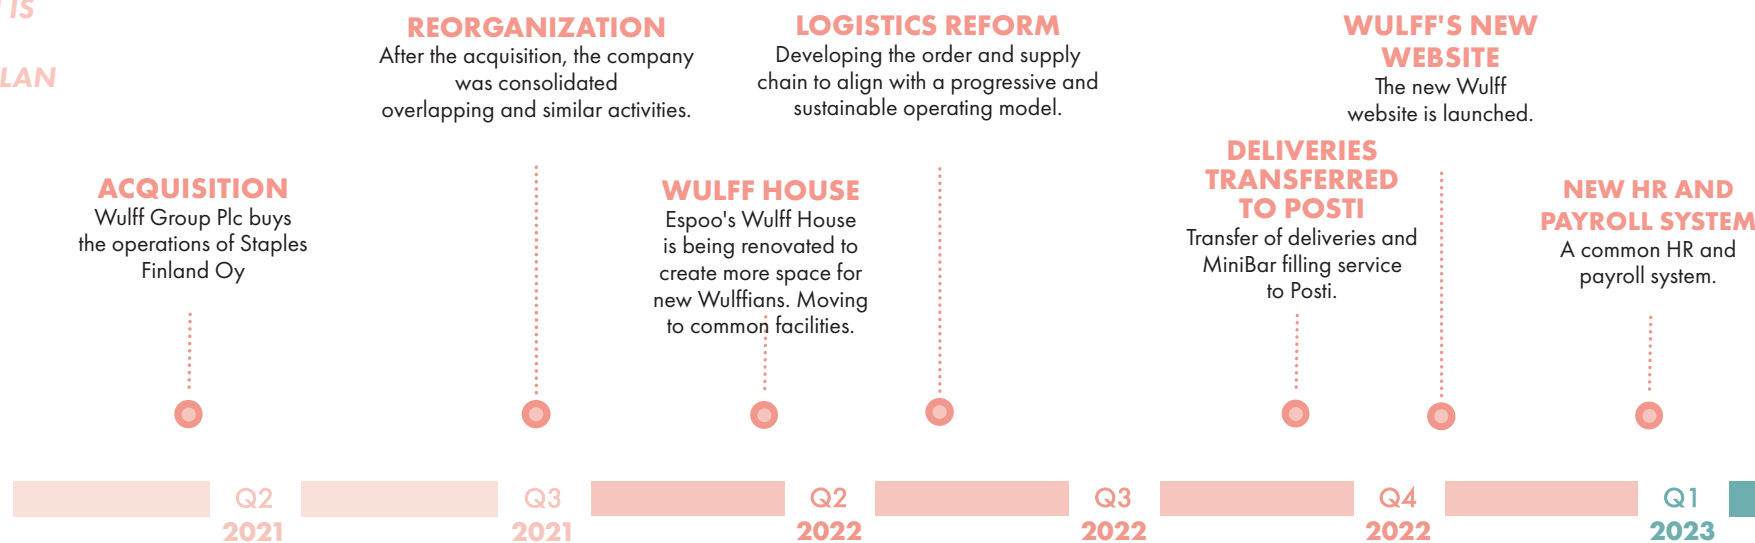 IS
LAN
REORGANIZATION
After the acquisition, the company
was consolidated
overlapping and similar activities.
LOGISTICS REFORM
Developing the order and supply
chain to align with a progressive and
sustainable operating model.
WULFF'S NEW
WEBSITE
The new Wulff
website is launched.
ACQUISITION
Wulff Group Plc buys
the operations of Staples
Finland Oy
WULFF HOUSE
Espoo's Wulff House
is being renovated to
create more space for
new Wulffians. Moving
to common facilities.
DELIVERIES
TRANSFERRED
TO POSTI
Transfer of deliveries and
MiniBar filling service
to Posti.
NEW HR AND
PAYROLL SYSTEM
A common HR and
payroll system.
Q2
2021
Q3
2021
Q2
2022
Q3
2022
Q4
2022
Q1
2023